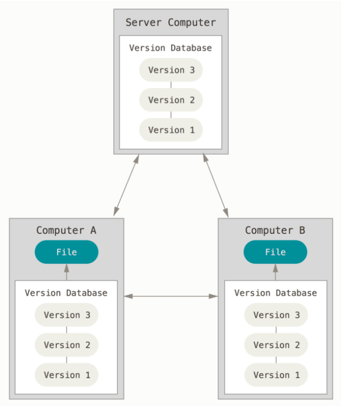 Server Computer
Version Database
Version 3
Version 2
Version 1
Computer A
File
Version Database
Version 3
Version 2
Version 1
Computer B
File
Version Database
Version 3
Version 2
Version 1